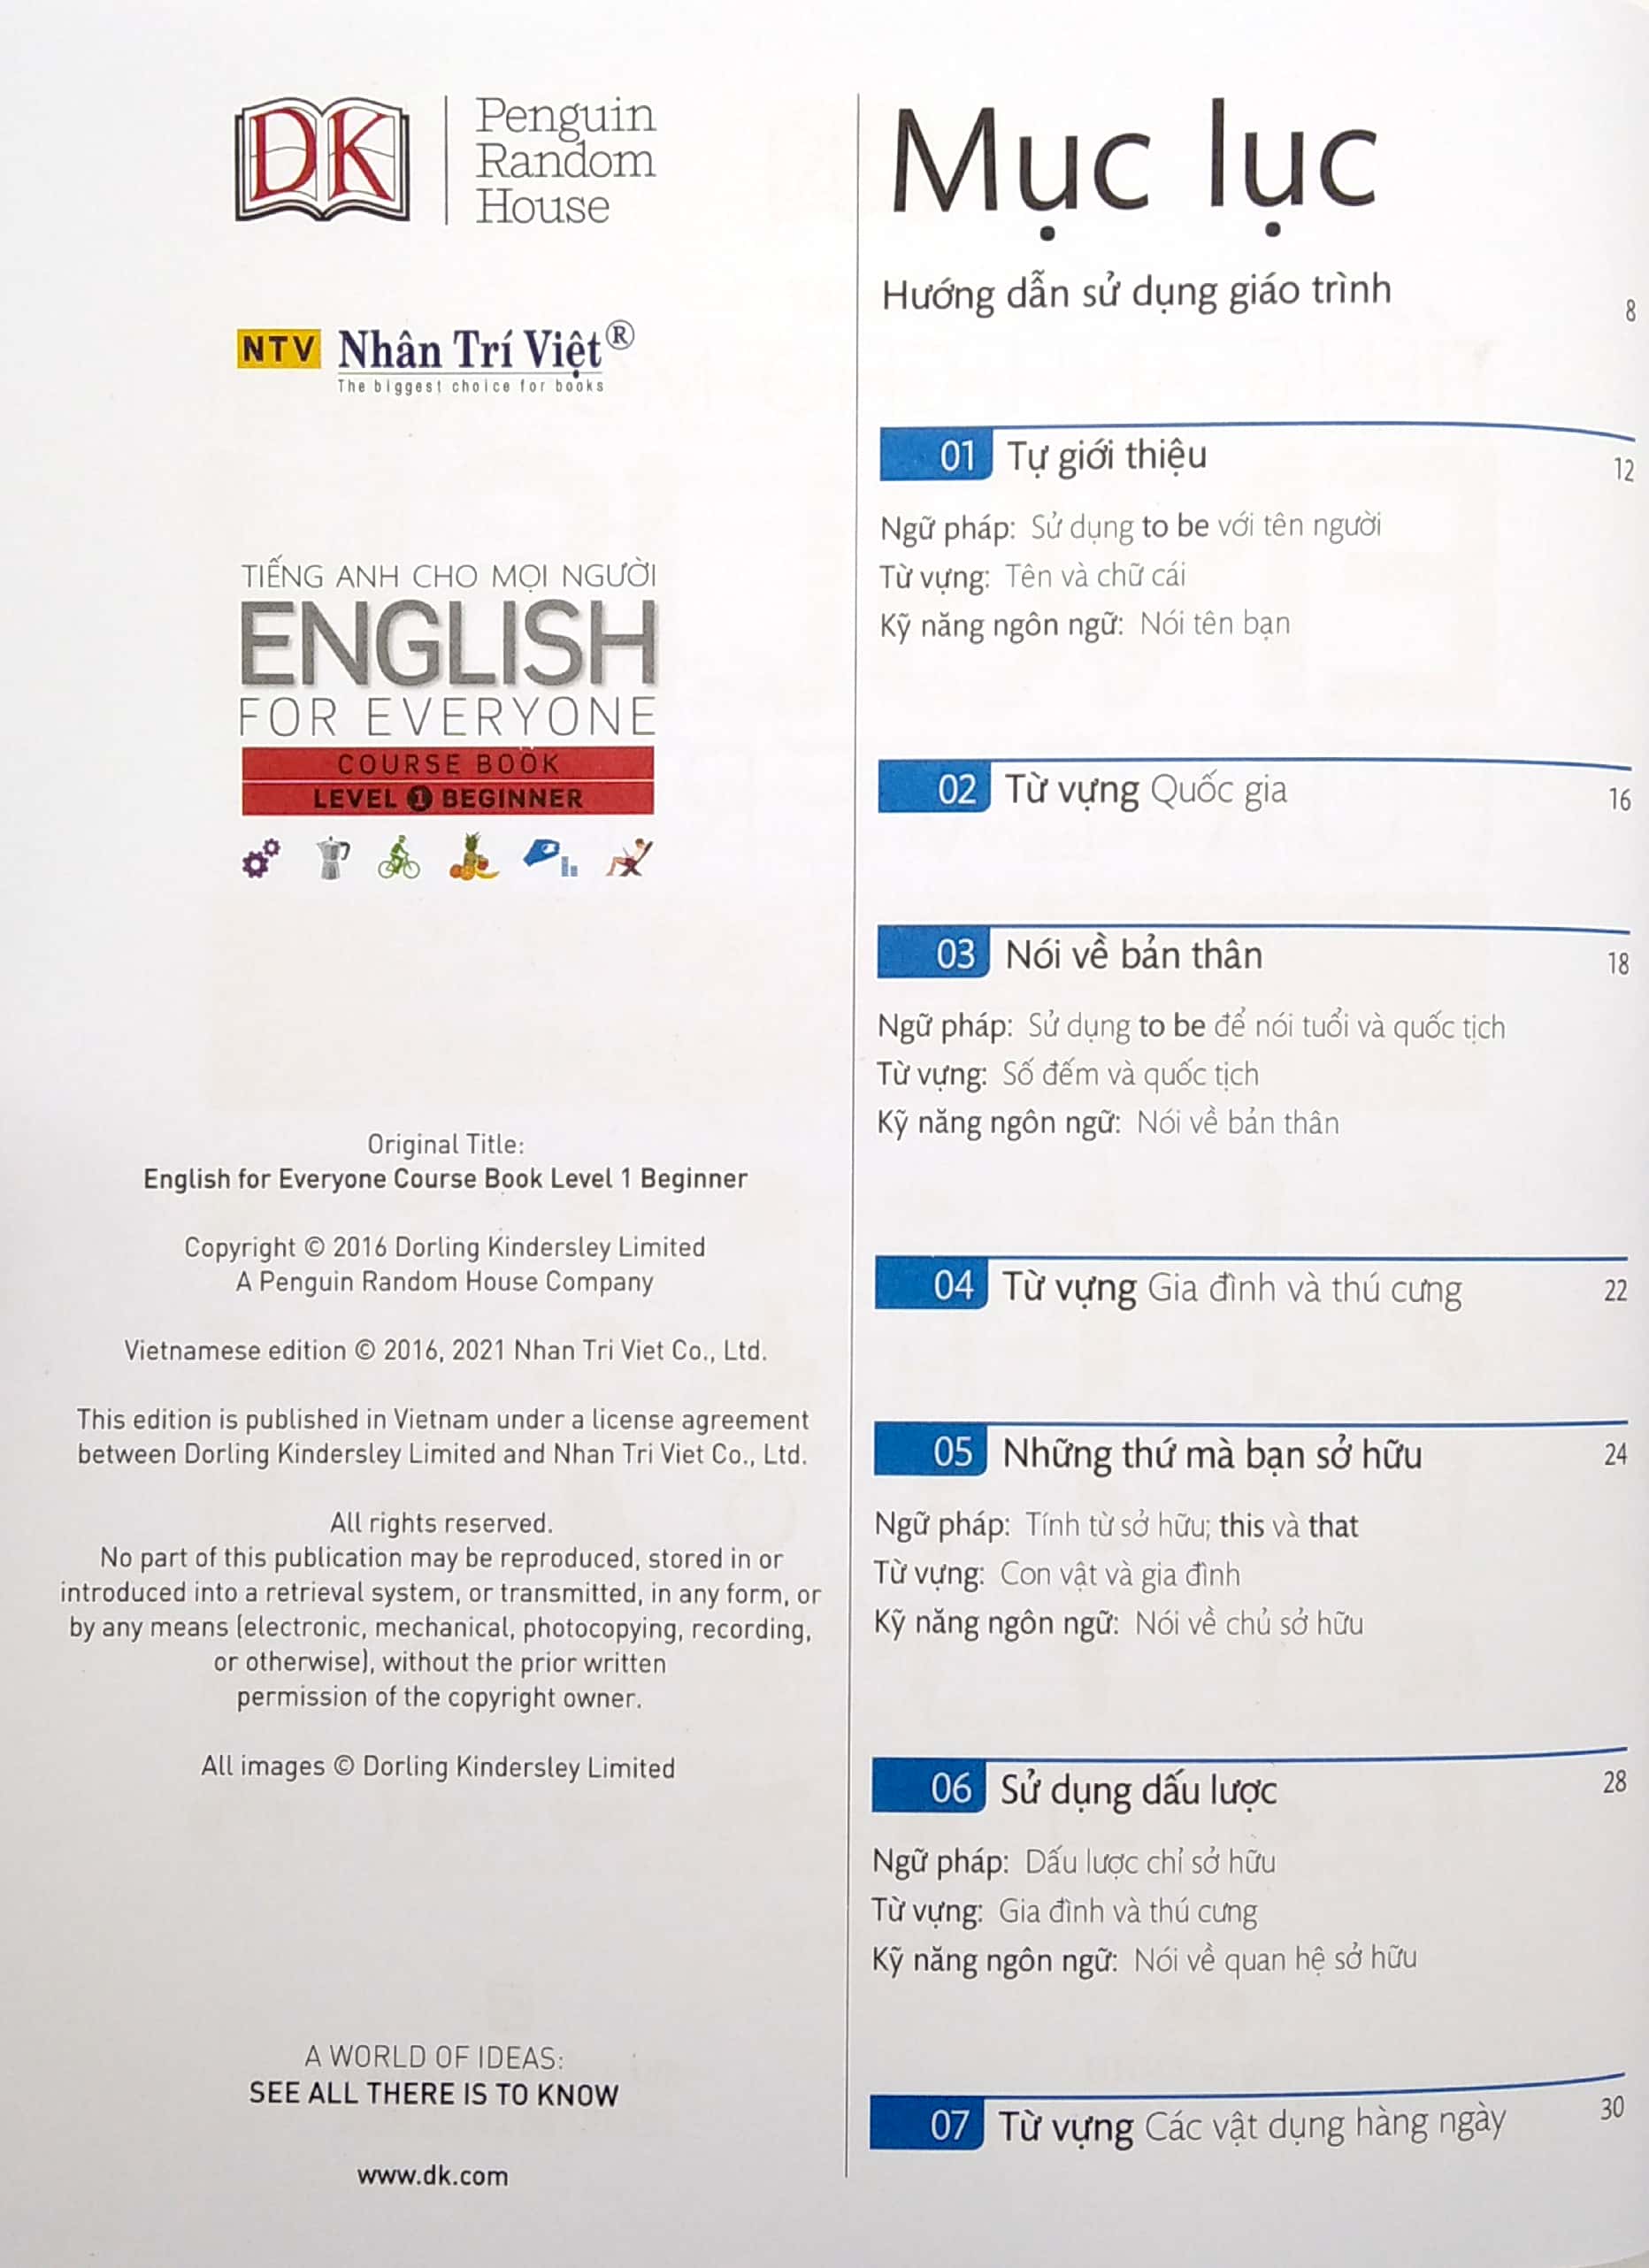 DK
Penguin
Random
House
NTV Nhân Trí Việt®
The biggest choice for books
TIẾNG ANH CHO MỌI NGƯỜI
ENGLISH
FOR EVERYONE
COURSE BOOK
LEVEL 1 BEGINNER
Original Title:
English for Everyone Course Book Level 1 Beginner
Copyright © 2016 Dorling Kindersley Limited
A Penguin Random House Company
Vietnamese edition © 2016, 2021 Nhan Tri Viet Co., Ltd.
This edition is published in Vietnam under a license agreement
between Dorling Kindersley Limited and Nhan Tri Viet Co., Ltd.
All rights reserved.
No part of this publication may be reproduced, stored in or
introduced into a retrieval system, or transmitted, in any form, or
by any means (electronic, mechanical, photocopying, recording,
or otherwise), without the prior written
permission of the copyright owner.
All images © Dorling Kindersley Limited
A WORLD OF IDEAS:
SEE ALL THERE IS TO KNOW
www.dk.com
Mục lục
Hướng dẫn sử dụng giáo trình 8
01 Tự giới thiệu 12
Ngữ pháp: Sử dụng to be với tên người
Từ vựng: Tên và chữ cái
Kỹ năng ngôn ngữ: Nói tên bạn
02 Từ vựng Quốc gia 16
03 Nói về bản thân 18
Ngữ pháp: Sử dụng to be để nói tuổi và quốc tịch
Từ vựng: Số đếm và quốc tịch
Kỹ năng ngôn ngữ: Nói về bản thân
04 Từ vựng Gia đình và thú cưng 22
05 Những thứ mà bạn sở hữu 24
Ngữ pháp: Tính từ sở hữu; this và that
Từ vựng: Con vật và gia đình
Kỹ năng ngôn ngữ: Nói về chủ sở hữu
06 Sử dụng dấu lược 28
Ngữ pháp: Dấu lược chỉ sở hữu
Từ vựng: Gia đình và thú cưng
Kỹ năng ngôn ngữ: Nói về quan hệ sở hữu
07 Từ vựng Các vật dụng hàng ngày 30